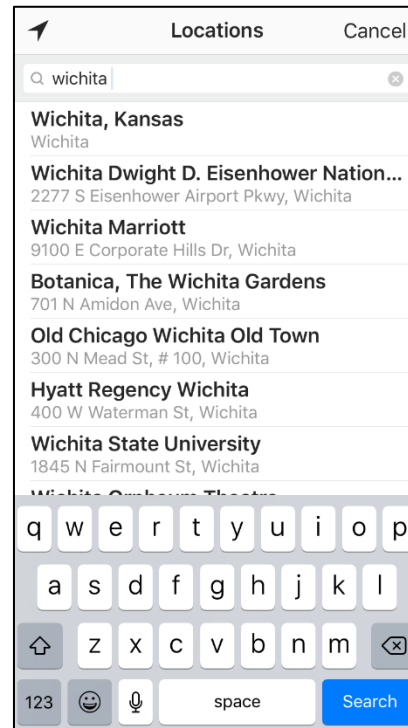 Locations Cancel
wichita
Wichita, Kansas
Wichita
Wichita Dwight D. Eisenhower Nation...
2277 S Eisenhower Airport Pkwy, Wichita
Wichita Marriott
9100 E Corporate Hills Dr, Wichita
Botanica, The Wichita Gardens
701 N Amidon Ave, Wichita
Old Chicago Wichita Old Town
300 N Mead St, # 100, Wichita
Hyatt Regency Wichita
400 W Waterman St, Wichita
Wichita State University
1845 N Fairmount St, Wichita
Wichita Orpheum Theatre
q w e r t y u i o p
a s d f g h j k l
z x c v b n m
123 space Search